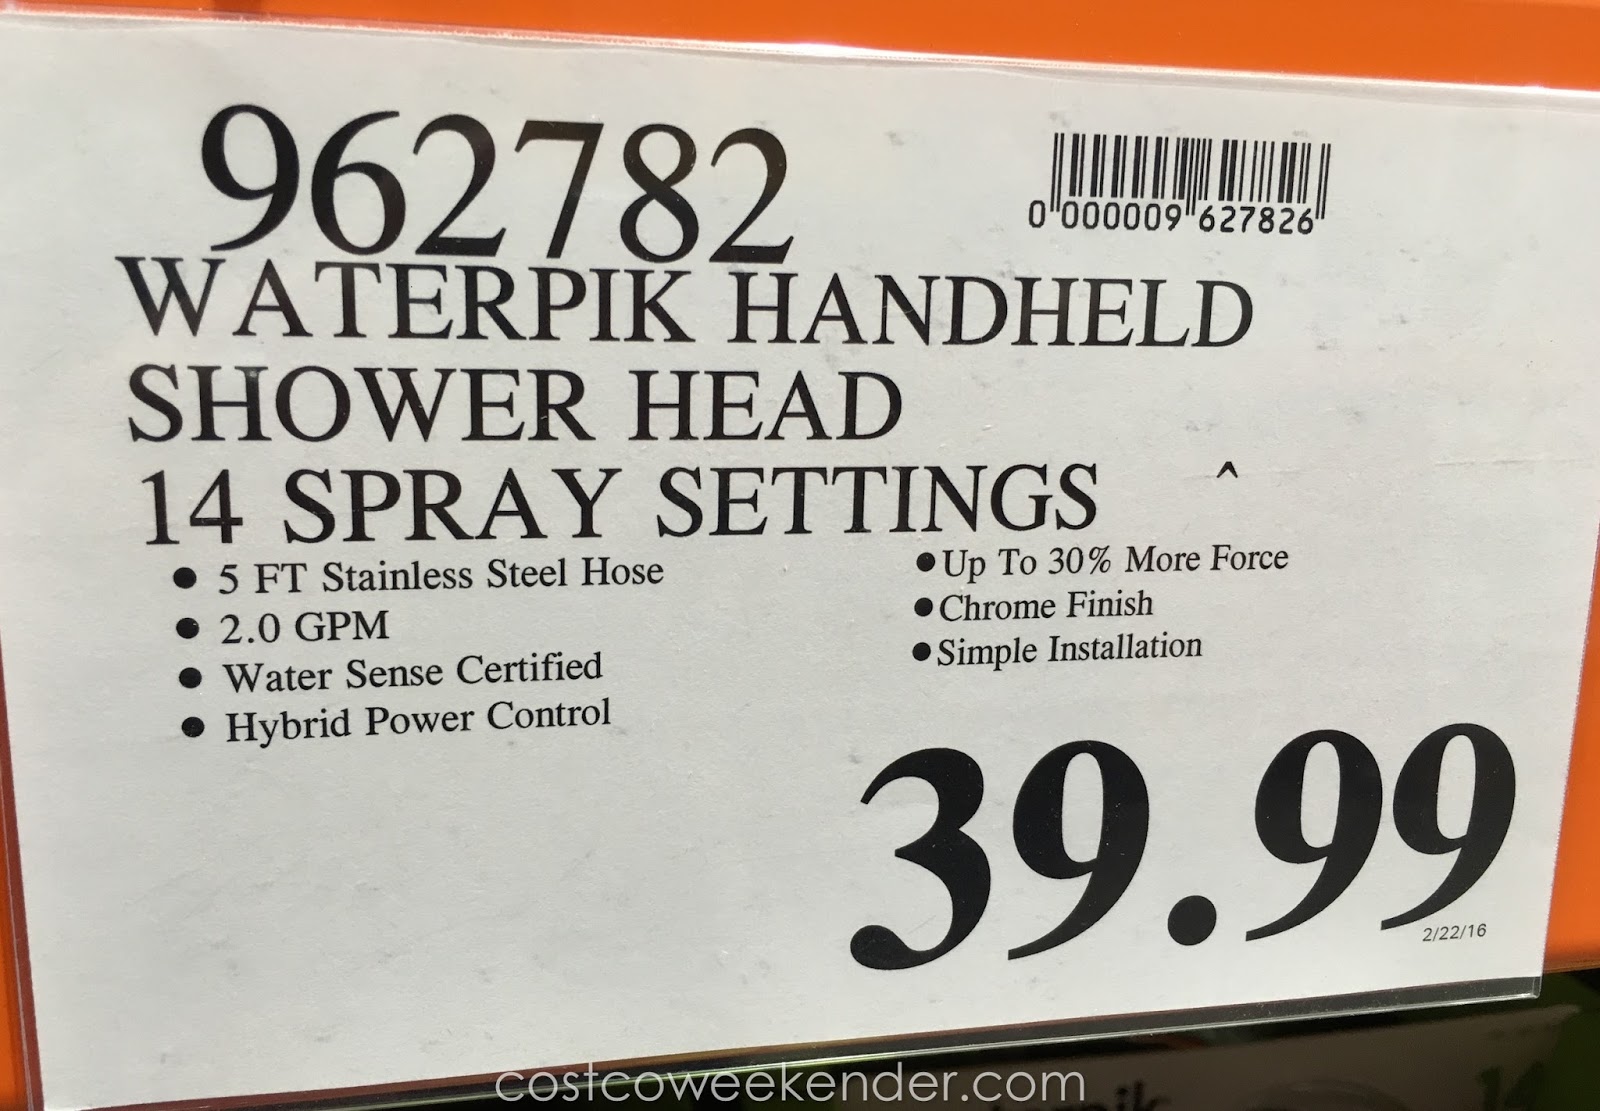 962782
0 000009 627826
WATERPIK HANDHELD
SHOWER HEAD
14 SPRAY SETTINGS ^
• 5 FT Stainless Steel Hose
• 2.0 GPM
• Water Sense Certified
• Hybrid Power Control
• Up To 30% More Force
• Chrome Finish
• Simple Installation
39.99
2/22/16
costcoweekender.com